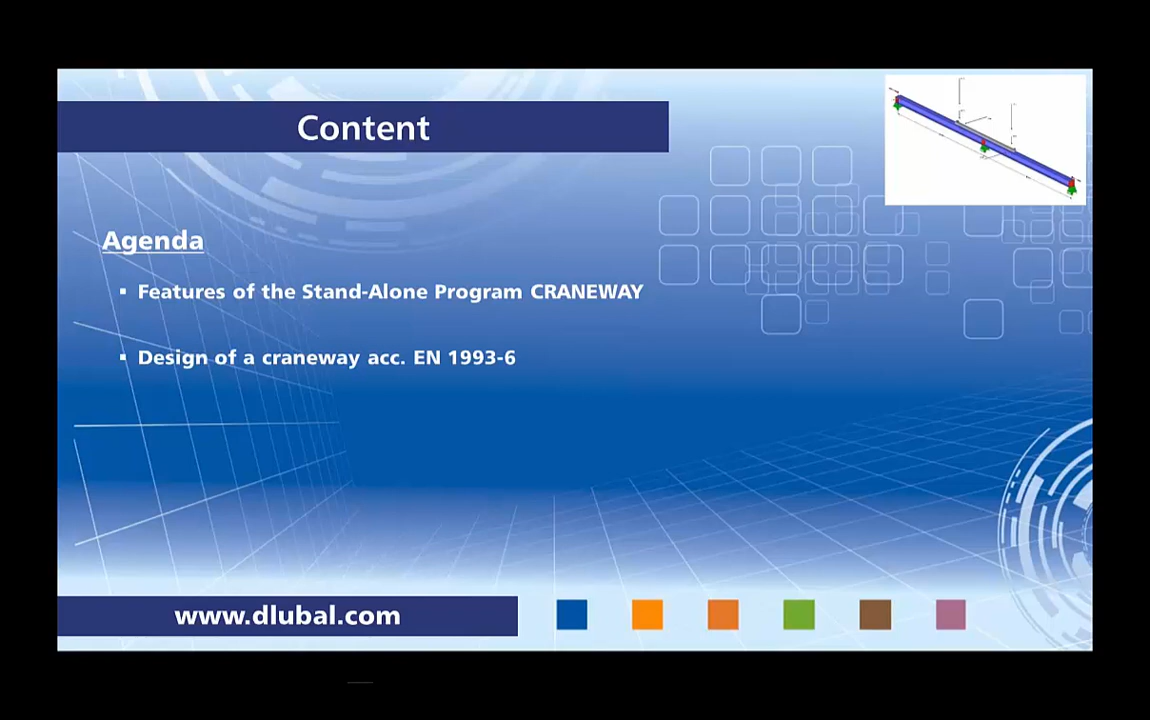 Content
Agenda
▪ Features of the Stand-Alone Program CRANEWAY
▪ Design of a craneway acc. EN 1993-6
www.dlubal.com